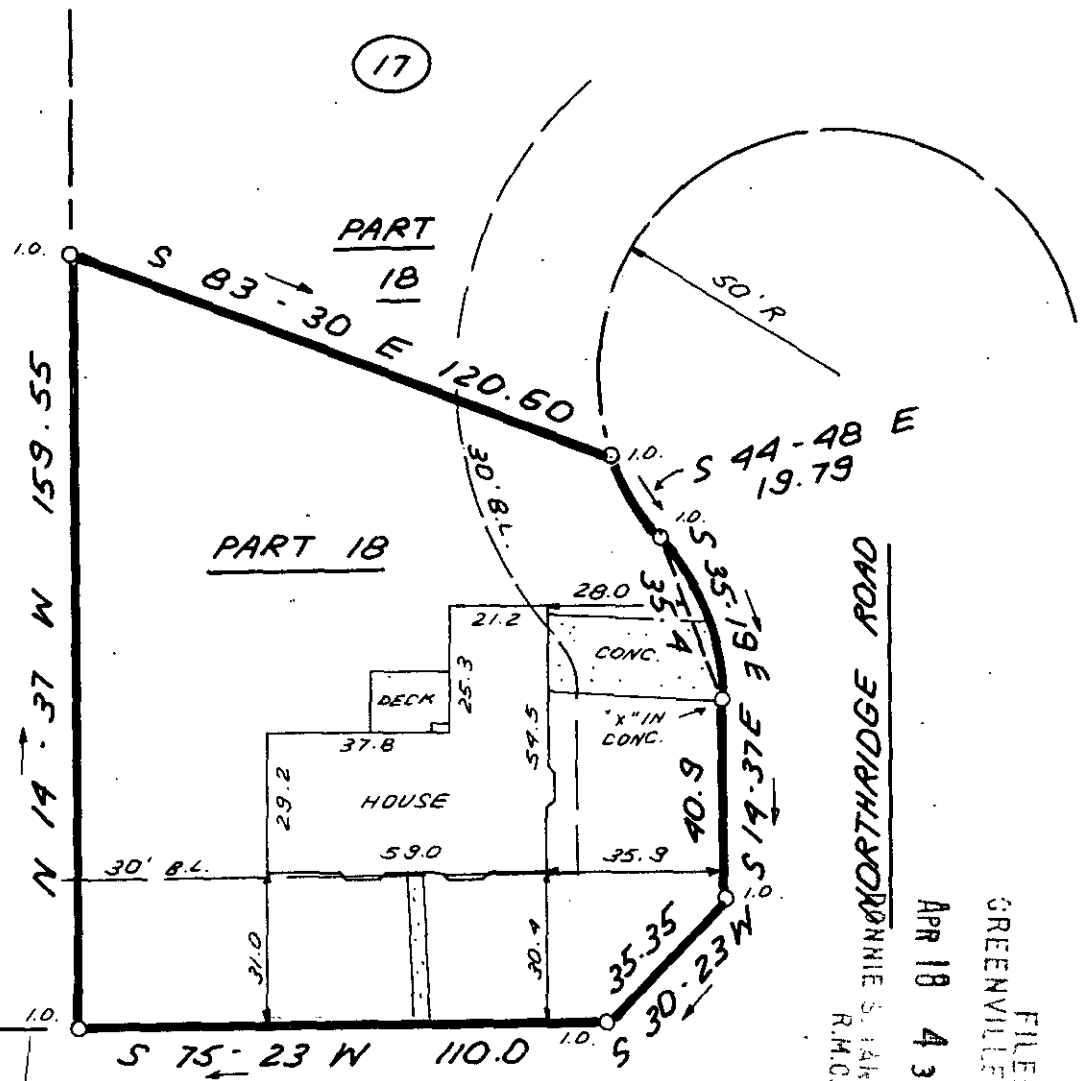 17
PART
18
I.O.
S 83-30 E 120.60
50' R
I.O.
S 44-48 E
19.79
I.O.
30' B.L.
S 35-19 E
35.4
N 14-37 W 159.55
PART 18
28.0
21.2
CONC.
DECK
25.3
"X" IN
CONC.
37.8
54.5
29.2
HOUSE
40.9
S 14-37 E
NORTHRIDGE ROAD
59.0
35.9
30' B.L.
I.O.
31.0
30.4
35.35
S 30-23 W
I.O.
I.O.
S 75-23 W 110.0
GREENVILLE
APR 18 4
R.M.C.